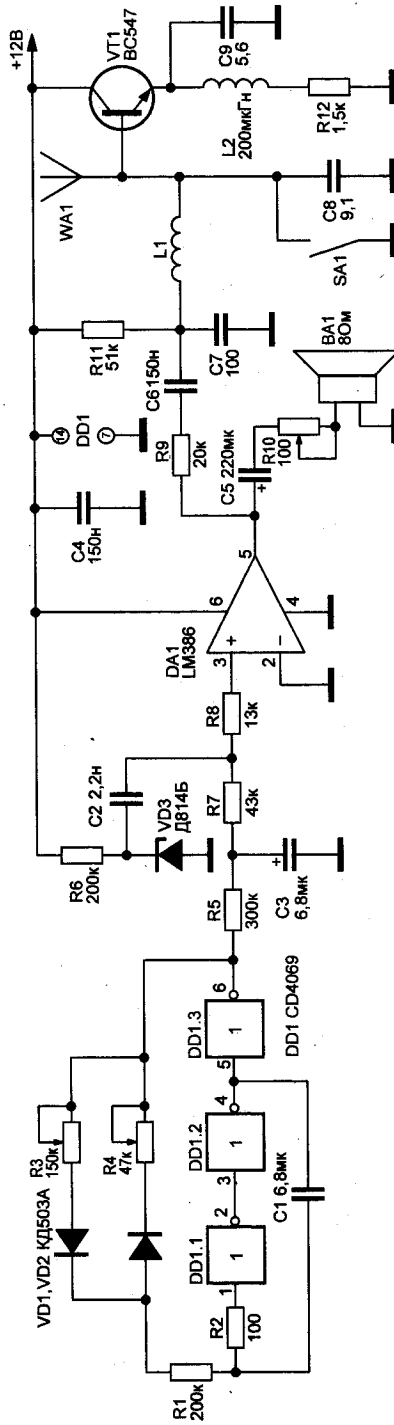 +12В
VT1
BC547
C9
5,6
L2
200мкГн
R12
1,5к
WA1
L1
C8
9,1
SA1
R11
51к
C6 150н
C7
100
BA1
8Ом
14
DD1
7
R9
20к
C5 220мк
+
R10
100
C4
150н
DA1
LM386
6
3
+
2
−
5
4
R8
13к
C2 2,2н
VD3
Д814Б
R7
43к
R6
200к
R5
300к
+
C3
6,8мк
R3
150к
R4
47к
VD1,VD2 КД503А
DD1.3
1
5
6
DD1 CD4069
DD1.2
1
3
4
DD1.1
1
1
2
C1 6,8мк
R2
100
R1
200к